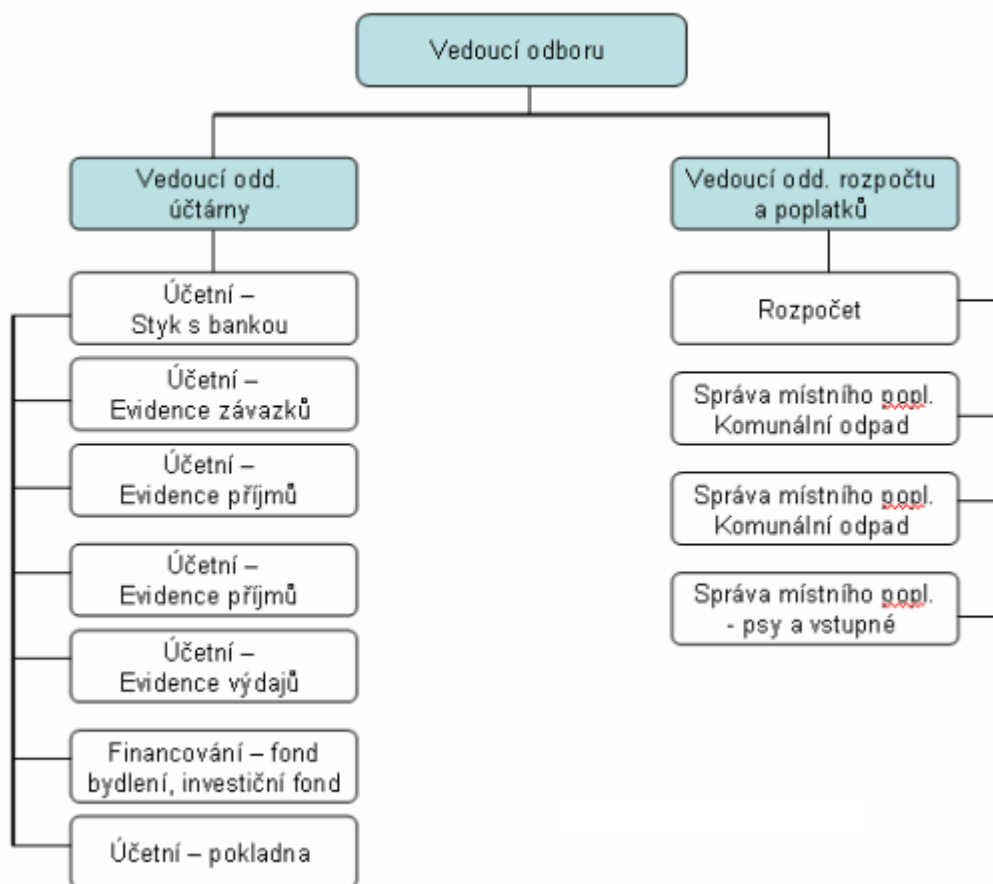 Vedoucí odboru
Vedoucí odd.
účtárny
Vedoucí odd. rozpočtu
a poplatků
Účetní –
Styk s bankou
Účetní –
Evidence závazků
Účetní –
Evidence příjmů
Účetní –
Evidence příjmů
Účetní –
Evidence výdajů
Financování – fond
bydlení, investiční fond
Účetní – pokladna
Rozpočet
Správa místního popl.
Komunální odpad
Správa místního popl.
Komunální odpad
Správa místního popl.
- psy a vstupné